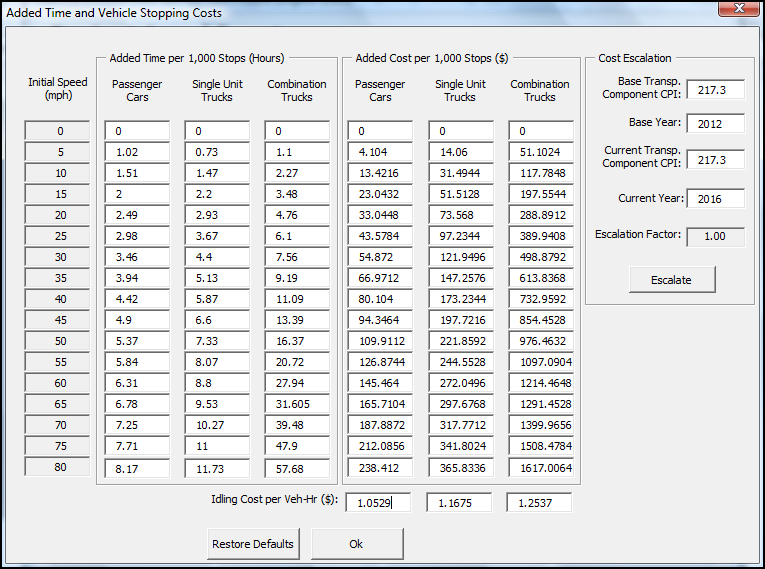 Added Time and Vehicle Stopping Costs
Added Time per 1,000 Stops (Hours) Added Cost per 1,000 Stops ($) Cost Escalation
Initial Speed (mph) Passenger Cars Single Unit Trucks Combination Trucks Passenger Cars Single Unit Trucks Combination Trucks
0 0 0 0 0 0 0
5 1.02 0.73 1.1 4.104 14.06 51.1024
10 1.51 1.47 2.27 13.4216 31.4944 117.7848
15 2 2.2 3.48 23.0432 51.5128 197.5544
20 2.49 2.93 4.76 33.0448 73.568 288.8912
25 2.98 3.67 6.1 43.5784 97.2344 389.9408
30 3.46 4.4 7.56 54.872 121.9496 498.8792
35 3.94 5.13 9.19 66.9712 147.2576 613.8368
40 4.42 5.87 11.09 80.104 173.2344 732.9592
45 4.9 6.6 13.39 94.3464 197.7216 854.4528
50 5.37 7.33 16.37 109.9112 221.8592 976.4632
55 5.84 8.07 20.72 126.8744 244.5528 1097.0904
60 6.31 8.8 27.94 145.464 272.0496 1214.4648
65 6.78 9.53 31.605 165.7104 297.6768 1291.4528
70 7.25 10.27 39.48 187.8872 317.7712 1399.9656
75 7.71 11 47.9 212.0856 341.8024 1508.4784
80 8.17 11.73 57.68 238.412 365.8336 1617.0064
Idling Cost per Veh-Hr ($): 1.0529 1.1675 1.2537
Base Transp. Component CPI: 217.3
Base Year: 2012
Current Transp. Component CPI: 217.3
Current Year: 2016
Escalation Factor: 1.00
Escalate
Restore Defaults Ok